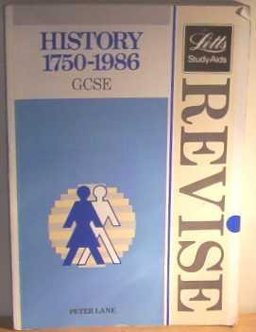 HISTORY
1750-1986
GCSE
Letts
Study Aids
REVISE
PETER LANE